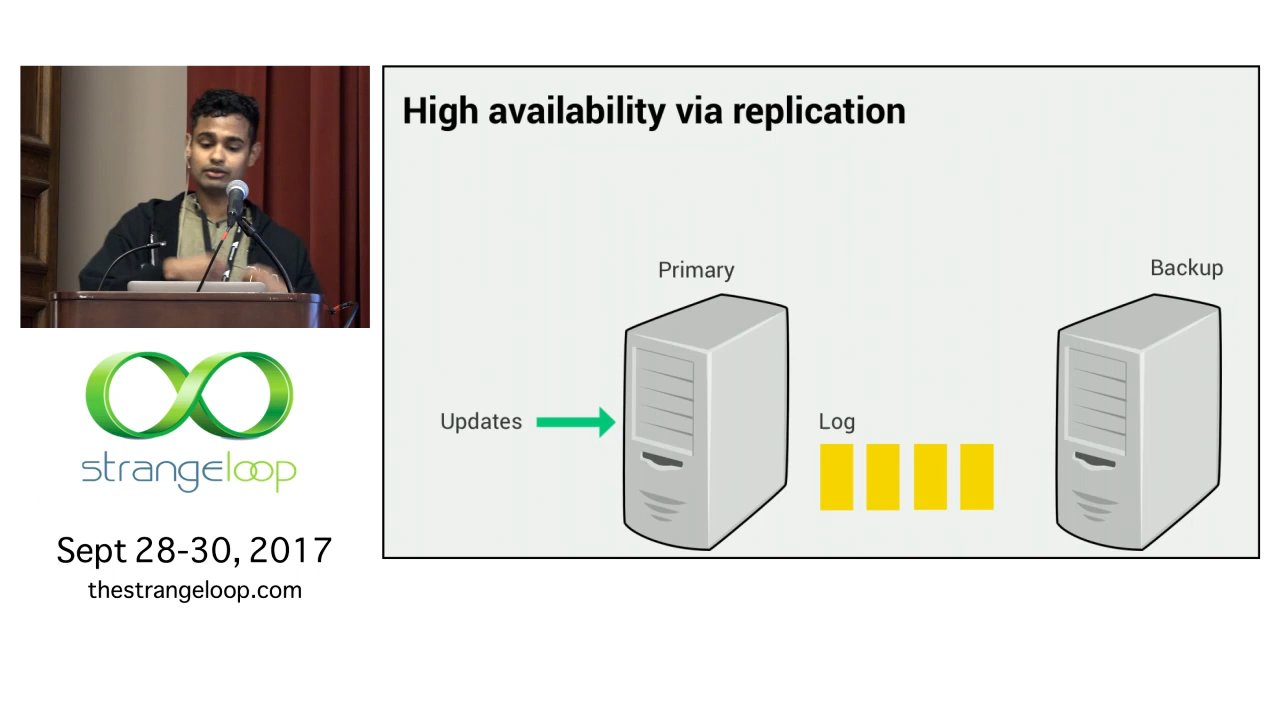 High availability via replication
Primary
Backup
Updates
Log
strangeloop
Sept 28-30, 2017
thestrangeloop.com